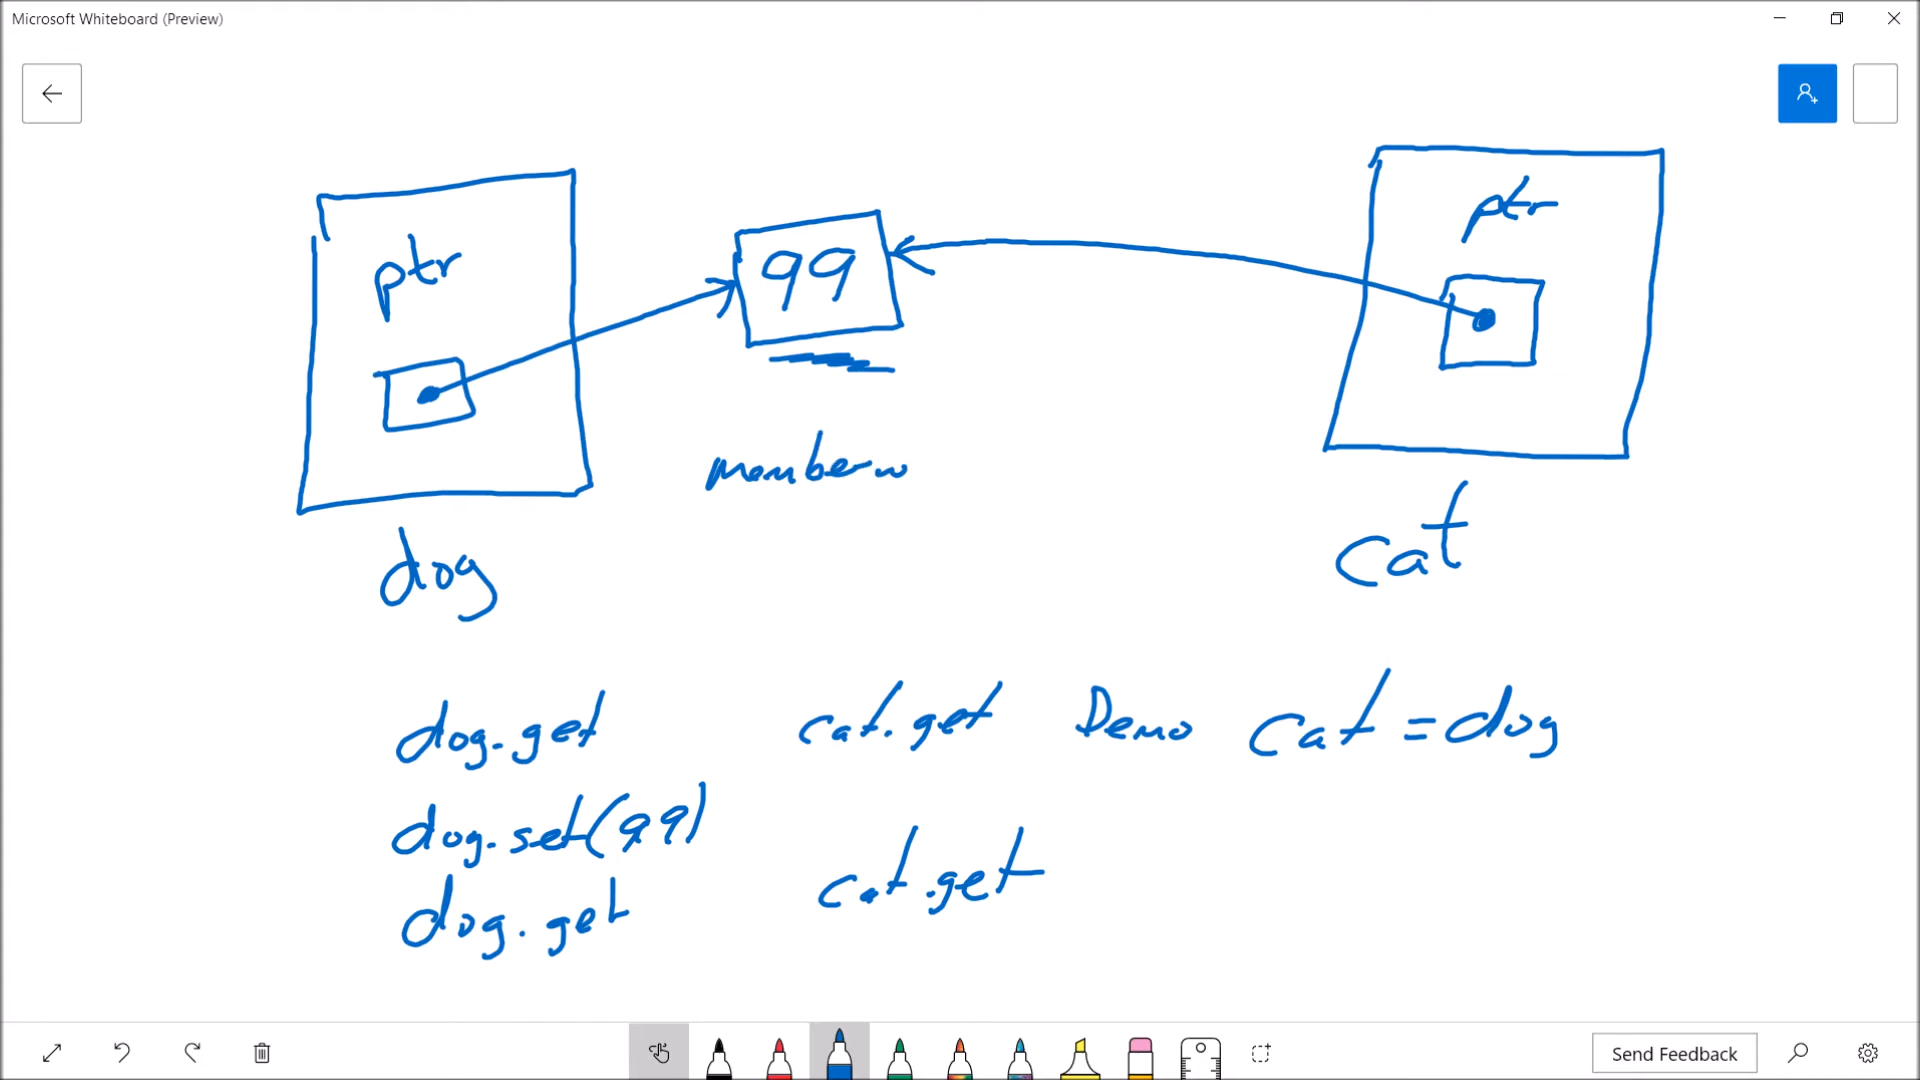 Microsoft Whiteboard (Preview)
ptr
99
ptr
dog
cat
dog.get cat.get Demo cat = dog
dog.set(99)
cat.get
dog.get
Send Feedback